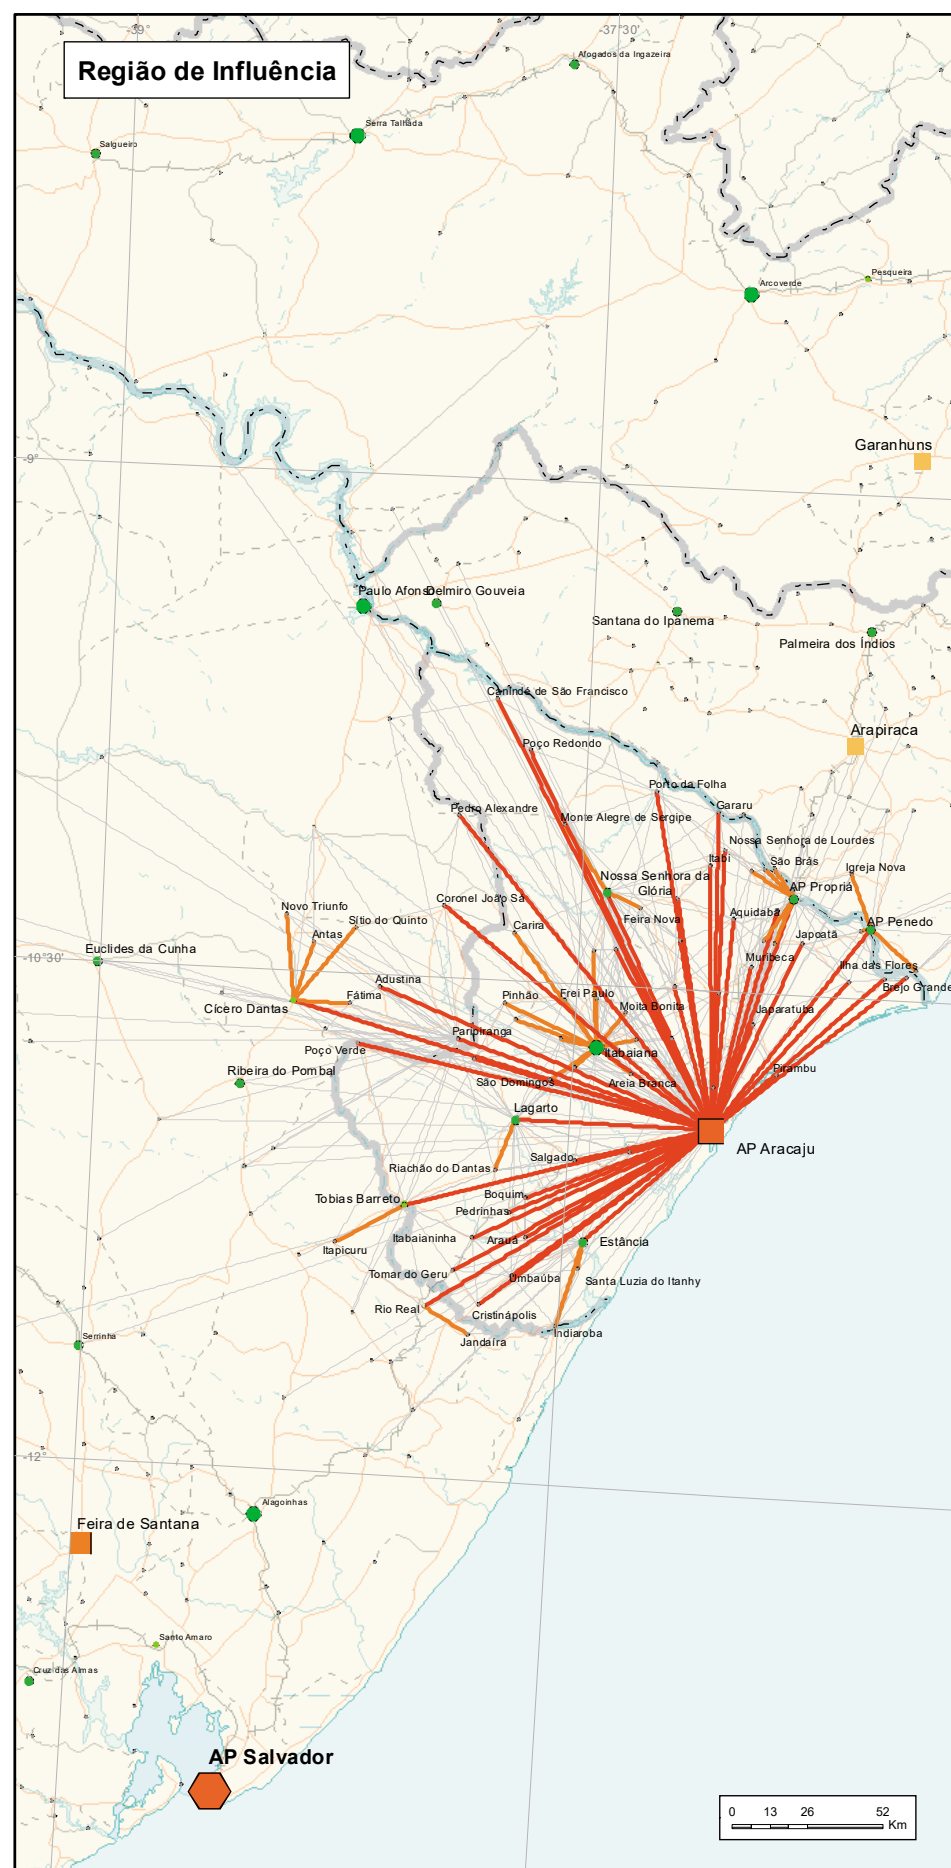 -39°
-37°30'
Região de Influência
Afogados da Ingazeira
Serra Talhada
Salgueiro
Pesqueira
Arcoverde
Garanhuns
-9°
Paulo Afonso
Delmiro Gouveia
Santana do Ipanema
Palmeira dos Índios
Canindé de São Francisco
Arapiraca
Poço Redondo
Porto da Folha
Pedro Alexandre
Gararu
Monte Alegre de Sergipe
Nossa Senhora de Lourdes
Itabi
São Brás
Igreja Nova
Nossa Senhora da
Glória
AP Propriá
Coronel João Sá
Novo Triunfo
Sítio do Quinto
Feira Nova
Aquidabã
AP Penedo
Carira
Antas
Japoatã
Euclides da Cunha
-10°30'
Muribeca
Ilha das Flores
Adustina
Brejo Grande
Fátima
Pinhão
Frei Paulo
Cícero Dantas
Moita Bonita
Japaratuba
Paripiranga
Poço Verde
Itabaiana
Ribeira do Pombal
Pirambu
São Domingos
Areia Branca
Lagarto
AP Aracaju
Salgado
Riachão do Dantas
Tobias Barreto
Boquim
Pedrinhas
Itabaianinha
Arauá
Estância
Itapicuru
Tomar do Geru
Umbaúba
Santa Luzia do Itanhy
Rio Real
Cristinápolis
Serrinha
Jandaíra
Indiaroba
-12°
Alagoinhas
Feira de Santana
Santo Amaro
Cruz das Almas
AP Salvador
0 13 26 52
Km